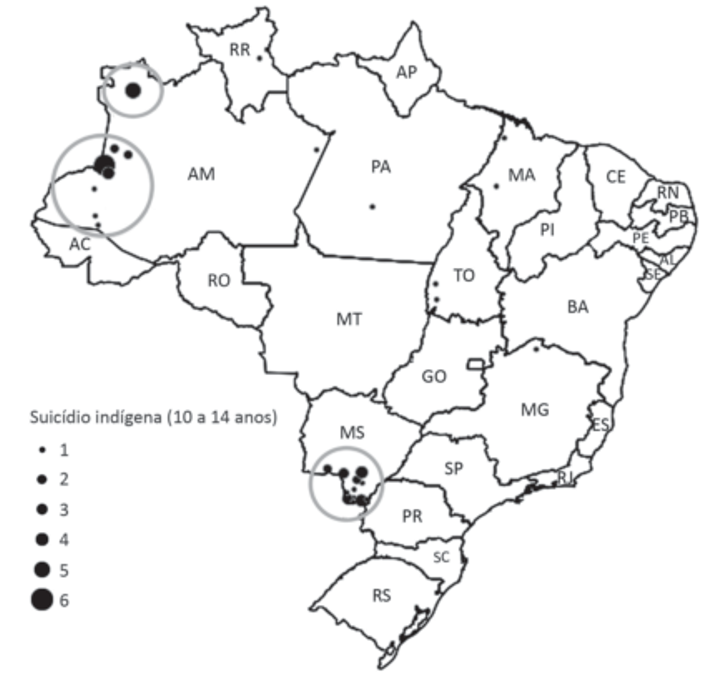 RR
AP
AM
PA
MA
CE
RN
PB
PI
PE
AL
SE
AC
TO
RO
BA
MT
GO
MG
ES
MS
SP
RJ
PR
SC
RS
Suicídio indígena (10 a 14 anos)
1
2
3
4
5
6